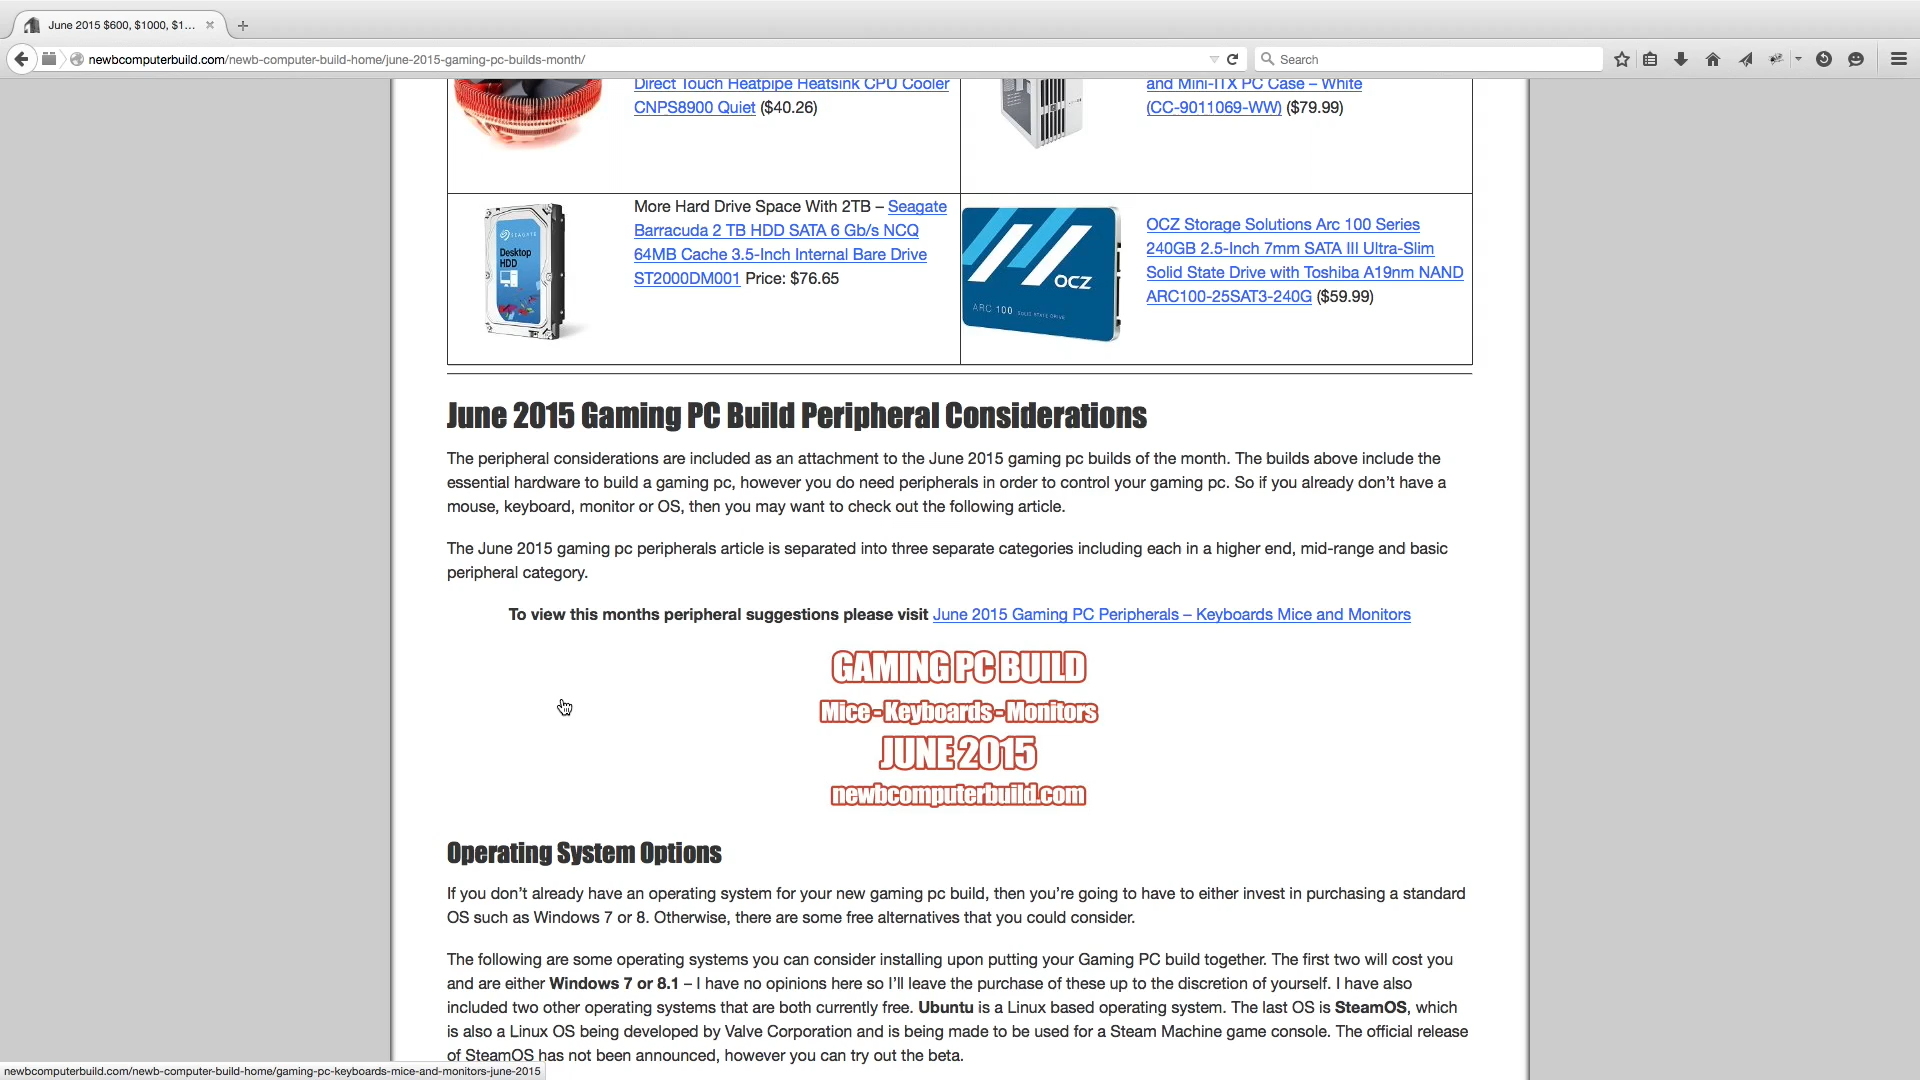 June 2015 $600, $1000, $1...
newbcomputerbuild.com/newb-computer-build-home/june-2015-gaming-pc-builds-month/
Search
Direct Touch Heatpipe Heatsink CPU Cooler
CNPS8900 Quiet ($40.26)
and Mini-ITX PC Case – White
(CC-9011069-WW) ($79.99)
SEAGATE
Desktop
HDD
More Hard Drive Space With 2TB – Seagate
Barracuda 2 TB HDD SATA 6 Gb/s NCQ
64MB Cache 3.5-Inch Internal Bare Drive
ST2000DM001 Price: $76.65
OCZ
ARC 100 SOLID STATE DRIVE
OCZ Storage Solutions Arc 100 Series
240GB 2.5-Inch 7mm SATA III Ultra-Slim
Solid State Drive with Toshiba A19nm NAND
ARC100-25SAT3-240G ($59.99)
June 2015 Gaming PC Build Peripheral Considerations
The peripheral considerations are included as an attachment to the June 2015 gaming pc builds of the month. The builds above include the
essential hardware to build a gaming pc, however you do need peripherals in order to control your gaming pc. So if you already don't have a
mouse, keyboard, monitor or OS, then you may want to check out the following article.
The June 2015 gaming pc peripherals article is separated into three separate categories including each in a higher end, mid-range and basic
peripheral category.
To view this months peripheral suggestions please visit June 2015 Gaming PC Peripherals – Keyboards Mice and Monitors
GAMING PC BUILD
Mice - Keyboards - Monitors
JUNE 2015
newbcomputerbuild.com
Operating System Options
If you don't already have an operating system for your new gaming pc build, then you're going to have to either invest in purchasing a standard
OS such as Windows 7 or 8. Otherwise, there are some free alternatives that you could consider.
The following are some operating systems you can consider installing upon putting your Gaming PC build together. The first two will cost you
and are either Windows 7 or 8.1 – I have no opinions here so I'll leave the purchase of these up to the discretion of yourself. I have also
included two other operating systems that are both currently free. Ubuntu is a Linux based operating system. The last OS is SteamOS, which
is also a Linux OS being developed by Valve Corporation and is being made to be used for a Steam Machine game console. The official release
of SteamOS has not been announced, however you can try out the beta.
newbcomputerbuild.com/newb-computer-build-home/gaming-pc-keyboards-mice-and-monitors-june-2015